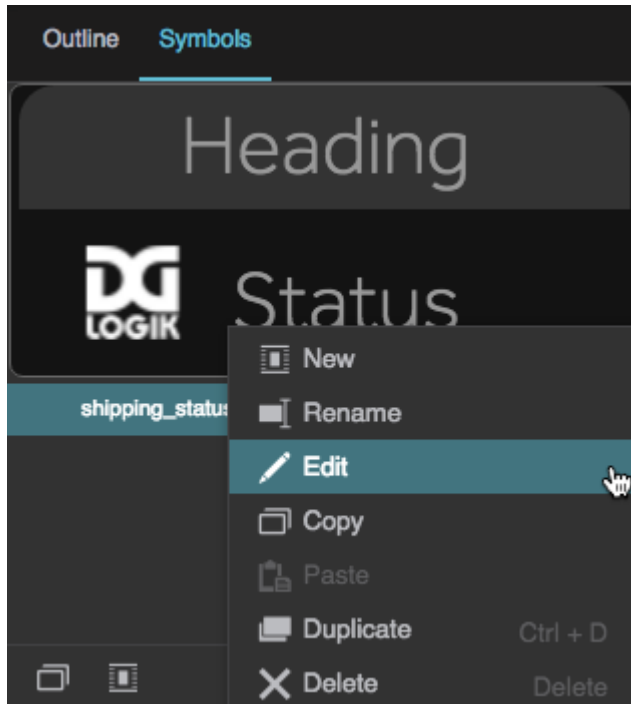 Outline Symbols
Heading
DG
LOGIK
Status
New
shipping_status
Rename
Edit
Copy
Paste
Duplicate Ctrl + D
Delete Delete